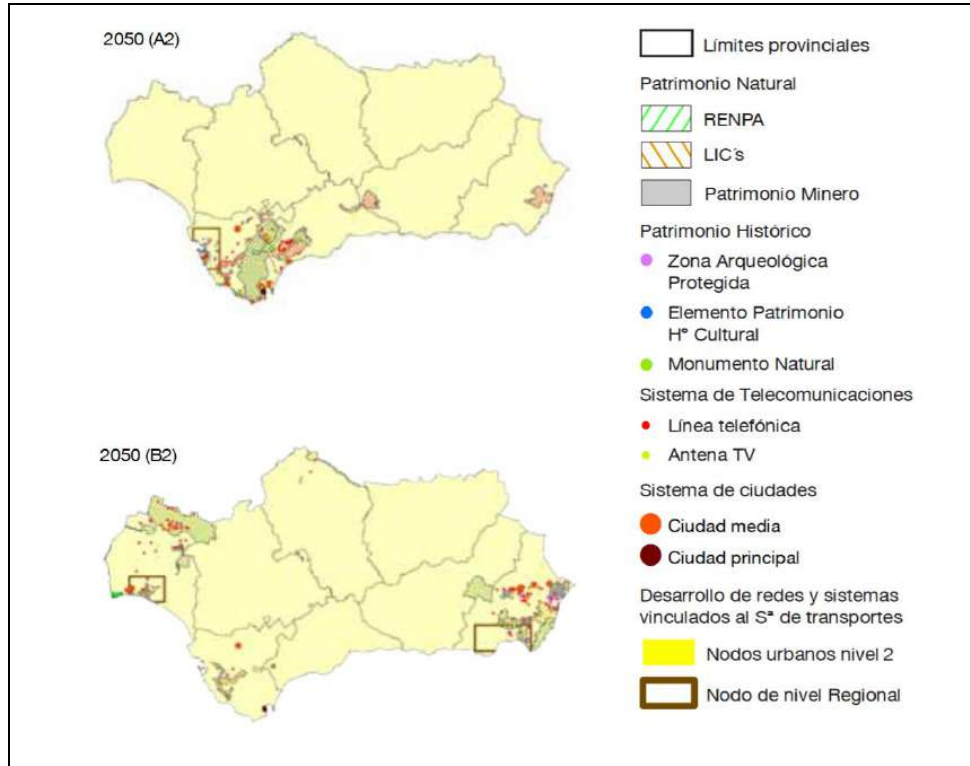 2050 (A2)
2050 (B2)
Límites provinciales
Patrimonio Natural
RENPA
LIC´s
Patrimonio Minero
Patrimonio Histórico
Zona Arqueológica
Protegida
Elemento Patrimonio
Hº Cultural
Monumento Natural
Sistema de Telecomunicaciones
Línea telefónica
Antena TV
Sistema de ciudades
Ciudad media
Ciudad principal
Desarrollo de redes y sistemas
vinculados al Sª de transportes
Nodos urbanos nivel 2
Nodo de nivel Regional